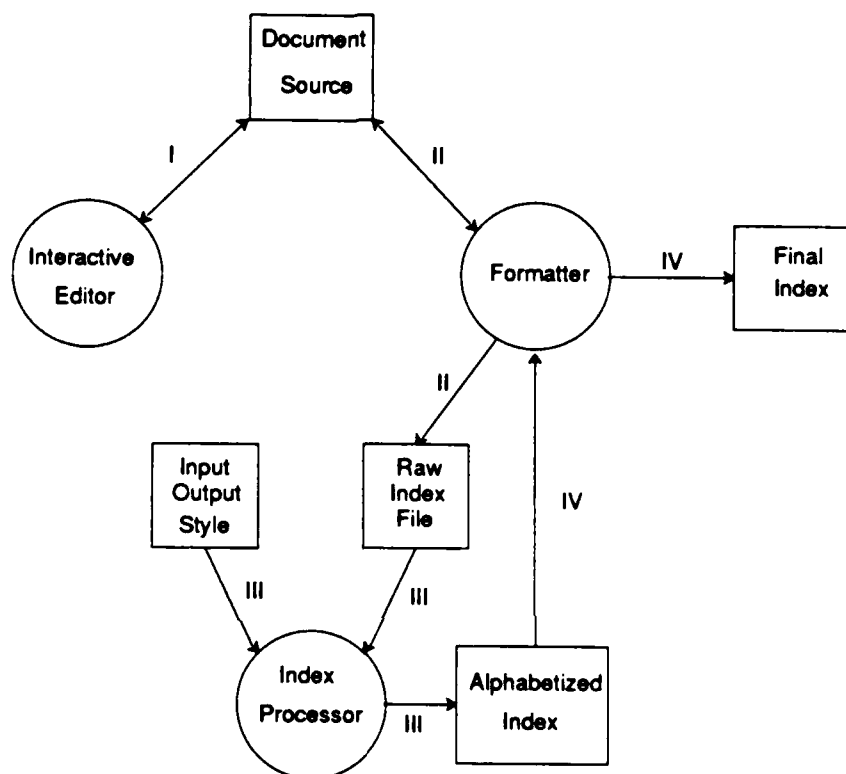 Document
Source
I
II
Interactive
Editor
Formatter
IV
Final
Index
II
Input
Output
Style
Raw
Index
File
IV
III
III
Index
Processor
III
Alphabetized
Index